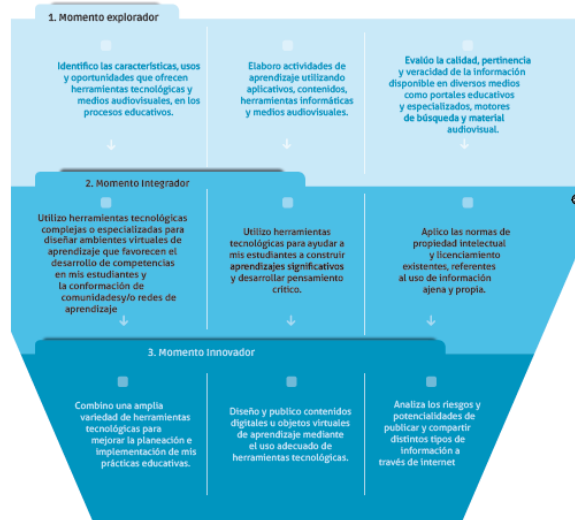 1. Momento explorador
Identifico las características, usos
y oportunidades que ofrecen
herramientas tecnológicas y
medios audiovisuales, en los
procesos educativos.
Elaboro actividades de
aprendizaje utilizando
aplicativos, contenidos,
herramientas informáticas
y medios audiovisuales.
Evalúo la calidad, pertinencia
y veracidad de la información
disponible en diversos medios
como portales educativos
y especializados, motores
de búsqueda y material
audiovisual.
2. Momento Integrador
Utilizo herramientas tecnológicas
complejas o especializadas para
diseñar ambientes virtuales de
aprendizaje que favorecen el
desarrollo de competencias
en mis estudiantes y
la conformación de
comunidadesy/o redes de
aprendizaje
Utilizo herramientas
tecnológicas para ayudar a
mis estudiantes a construir
aprendizajes significativos
y desarrollar pensamiento
crítico.
Aplico las normas de
propiedad intelectual y
licenciamiento
existentes, referentes
al uso de información
ajena y propia.
3. Momento Innovador
Combino una amplia
variedad de herramientas
tecnológicas para
mejorar la planeación e
implementación de mis
prácticas educativas.
Diseño y publico contenidos
digitales u objetos virtuales
de aprendizaje mediante
el uso adecuado de
herramientas tecnológicas.
Analiza los riesgos y
potencialidades de
publicar y compartir
distintos tipos de
información a
través de internet